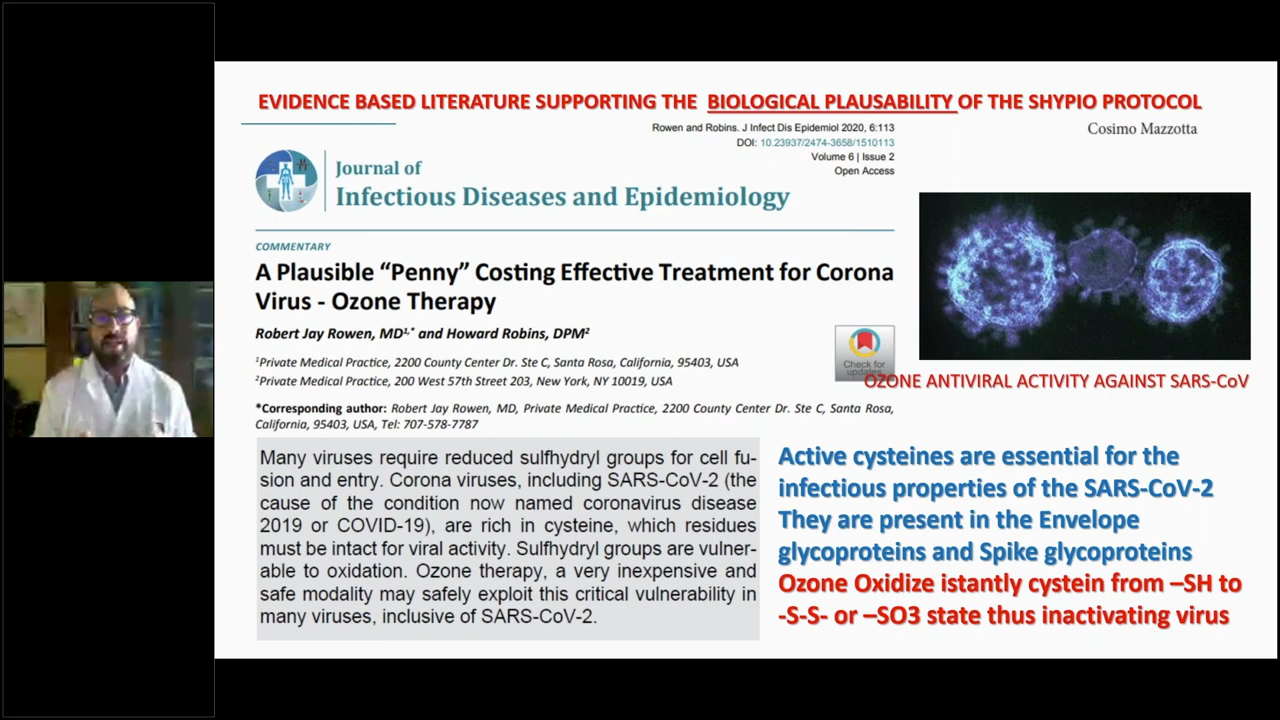 EVIDENCE BASED LITERATURE SUPPORTING THE BIOLOGICAL PLAUSABILITY OF THE SHYPIO PROTOCOL
Rowen and Robins. J Infect Dis Epidemiol 2020, 6:113
DOI: 10.23937/2474-3658/1510113
Volume 6 | Issue 2
Open Access
Cosimo Mazzotta
Journal of
Infectious Diseases and Epidemiology
COMMENTARY
A Plausible “Penny” Costing Effective Treatment for Corona
Virus - Ozone Therapy
Robert Jay Rowen, MD1,* and Howard Robins, DPM2
1Private Medical Practice, 2200 County Center Dr. Ste C, Santa Rosa, California, 95403, USA
2Private Medical Practice, 200 West 57th Street 203, New York, NY 10019, USA
Check for
updates
OZONE ANTIVIRAL ACTIVITY AGAINST SARS-CoV
*Corresponding author: Robert Jay Rowen, MD, Private Medical Practice, 2200 County Center Dr. Ste C, Santa Rosa,
California, 95403, USA, Tel: 707-578-7787
Many viruses require reduced sulfhydryl groups for cell fu-
sion and entry. Corona viruses, including SARS-CoV-2 (the
cause of the condition now named coronavirus disease
2019 or COVID-19), are rich in cysteine, which residues
must be intact for viral activity. Sulfhydryl groups are vulner-
able to oxidation. Ozone therapy, a very inexpensive and
safe modality may safely exploit this critical vulnerability in
many viruses, inclusive of SARS-CoV-2.
Active cysteines are essential for the
infectious properties of the SARS-CoV-2
They are present in the Envelope
glycoproteins and Spike glycoproteins
Ozone Oxidize istantly cystein from –SH to
-S-S- or –SO3 state thus inactivating virus